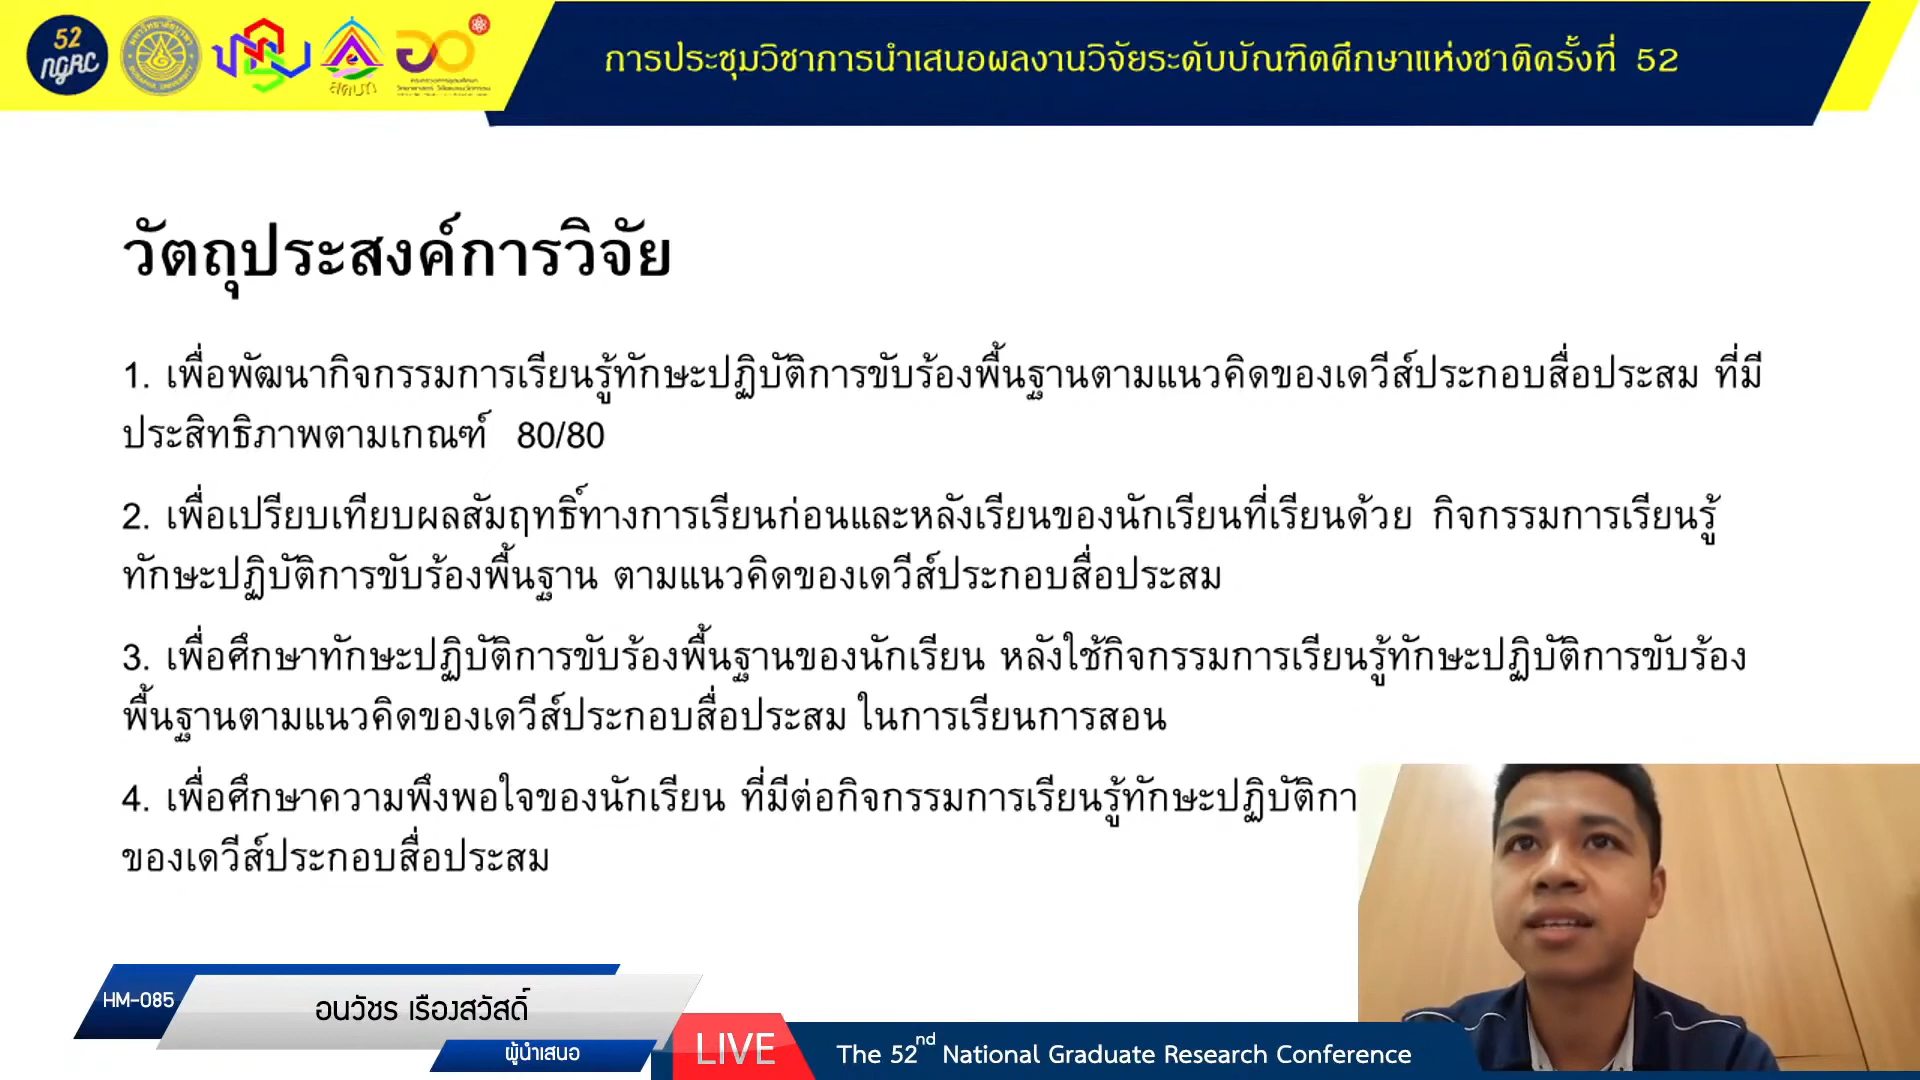 52
NGRC
การประชุมวิชาการนำเสนอผลงานวิจัยระดับบัณฑิตศึกษาแห่งชาติครั้งที่ 52
วัตถุประสงค์การวิจัย
1. เพื่อพัฒนากิจกรรมการเรียนรู้ทักษะปฏิบัติการขับร้องพื้นฐานตามแนวคิดของเดวีส์ประกอบสื่อประสม ที่มี
ประสิทธิภาพตามเกณฑ์ 80/80
2. เพื่อเปรียบเทียบผลสัมฤทธิ์ทางการเรียนก่อนและหลังเรียนของนักเรียนที่เรียนด้วย กิจกรรมการเรียนรู้
ทักษะปฏิบัติการขับร้องพื้นฐาน ตามแนวคิดของเดวีส์ประกอบสื่อประสม
3. เพื่อศึกษาทักษะปฏิบัติการขับร้องพื้นฐานของนักเรียน หลังใช้กิจกรรมการเรียนรู้ทักษะปฏิบัติการขับร้อง
พื้นฐานตามแนวคิดของเดวีส์ประกอบสื่อประสม ในการเรียนการสอน
4. เพื่อศึกษาความพึงพอใจของนักเรียน ที่มีต่อกิจกรรมการเรียนรู้ทักษะปฏิบัติกา
ของเดวีส์ประกอบสื่อประสม
HM-085
อนวัชร เรืองสวัสดิ์
ผู้นำเสนอ
LIVE
The 52nd National Graduate Research Conference